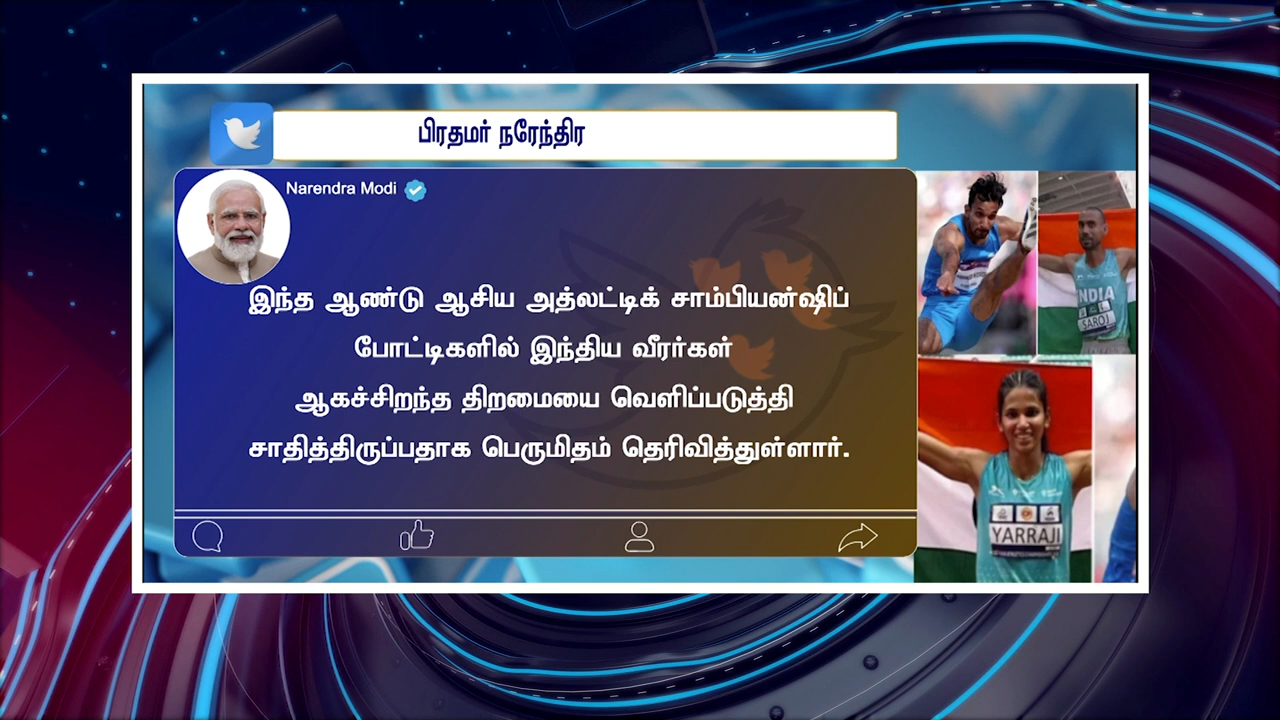 பிரதமர் நரேந்திர
Narendra Modi
இந்த ஆண்டு ஆசிய அத்லட்டிக் சாம்பியன்ஷிப்
போட்டிகளில் இந்திய வீரர்கள்
ஆகச்சிறந்த திறமையை வெளிப்படுத்தி
சாதித்திருப்பதாக பெருமிதம் தெரிவித்துள்ளார்.
INDIA
SAROJ
YARRAJI